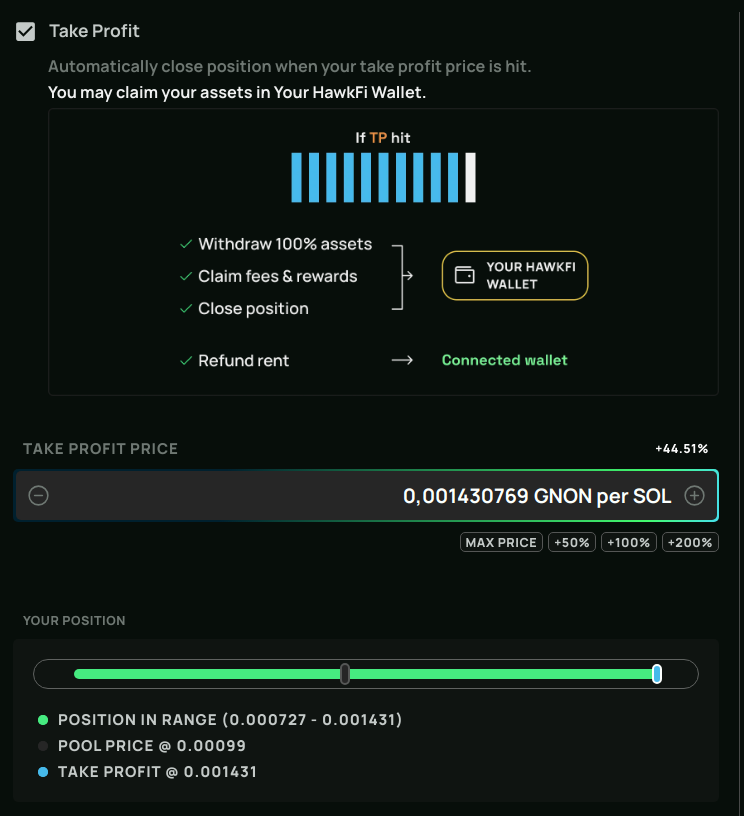 Take Profit
Automatically close position when your take profit price is hit.
You may claim your assets in Your HawkFi Wallet.
If TP hit
Withdraw 100% assets
Claim fees & rewards
Close position
YOUR HAWKFI
WALLET
Refund rent
Connected wallet
TAKE PROFIT PRICE
+44.51%
0,001430769 GNON per SOL
MAX PRICE
+50%
+100%
+200%
YOUR POSITION
POSITION IN RANGE (0.000727 - 0.001431)
POOL PRICE @ 0.00099
TAKE PROFIT @ 0.001431